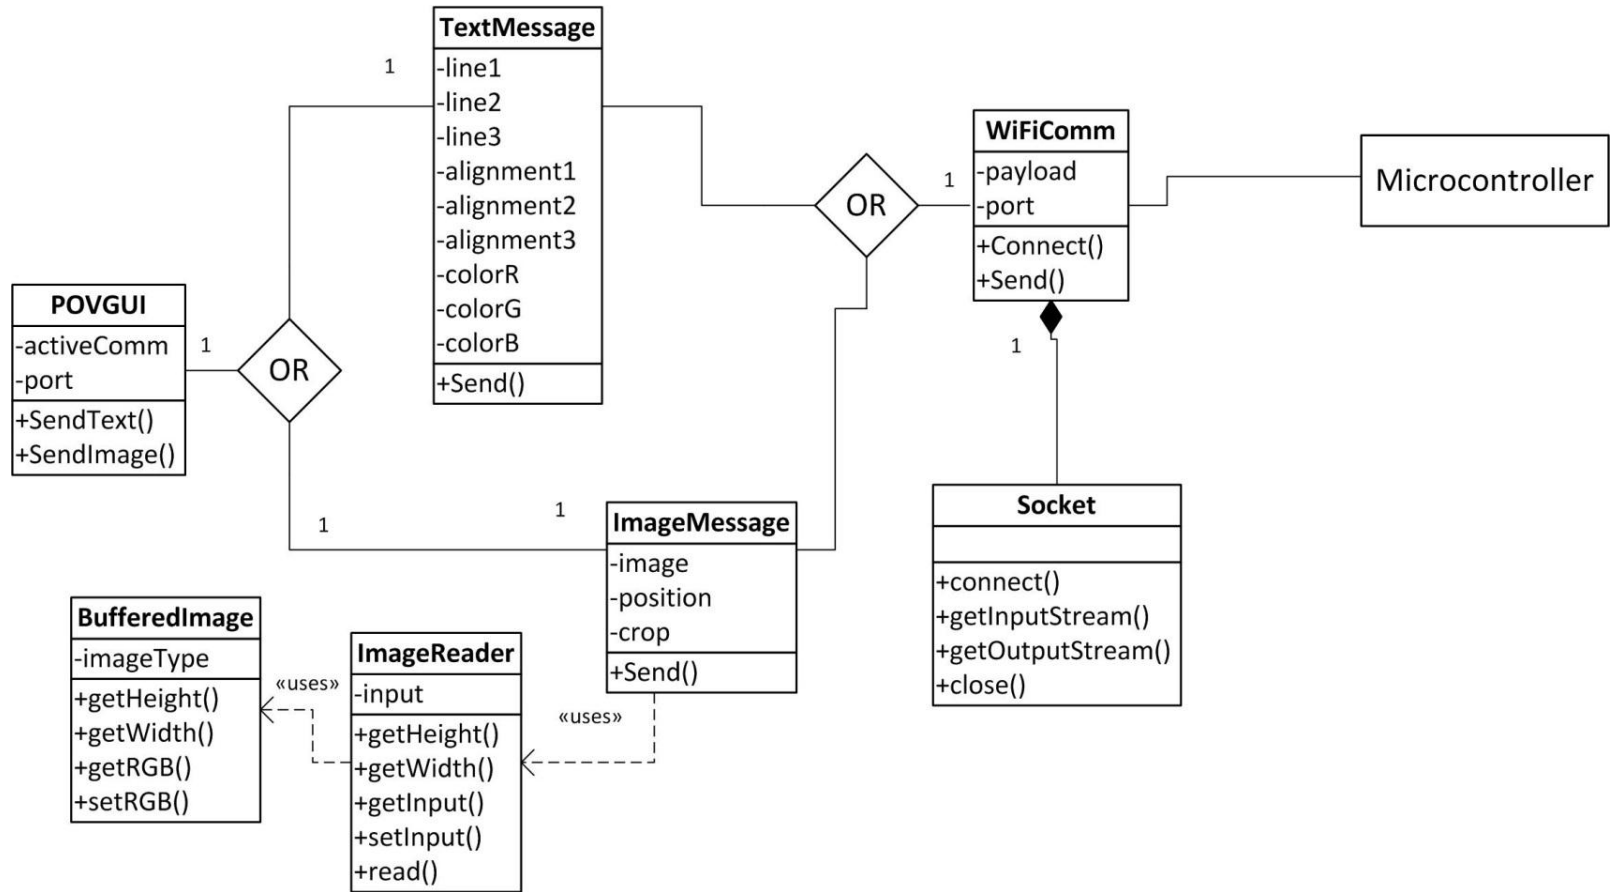 TextMessage
-line1
-line2
-line3
-alignment1
-alignment2
-alignment3
-colorR
-colorG
-colorB
+Send()
1
POVGUI
-activeComm
-port
+SendText()
+SendImage()
1
OR
1
1
OR
1
WiFiComm
-payload
-port
+Connect()
+Send()
1
Microcontroller
Socket
+connect()
+getInputStream()
+getOutputStream()
+close()
ImageMessage
-image
-position
-crop
+Send()
«uses»
ImageReader
-input
+getHeight()
+getWidth()
+getInput()
+setInput()
+read()
«uses»
BufferedImage
-imageType
+getHeight()
+getWidth()
+getRGB()
+setRGB()